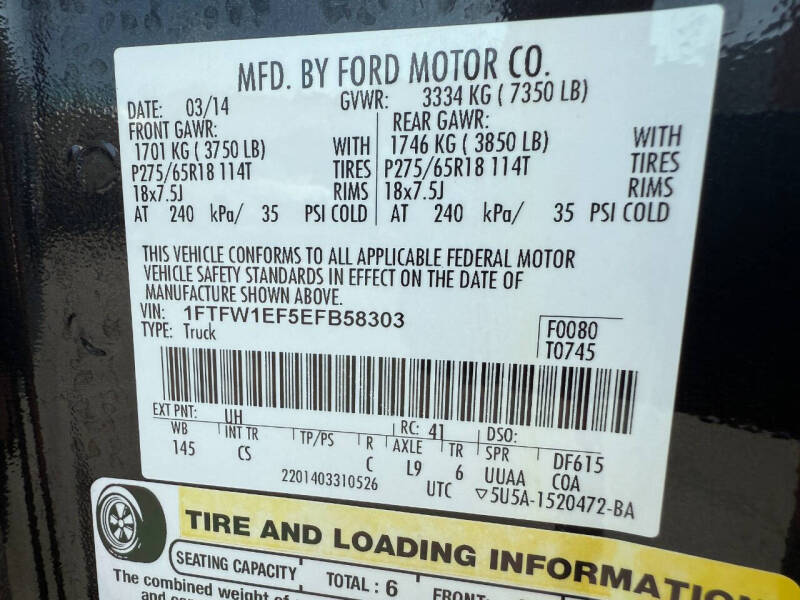 MFD. BY FORD MOTOR CO.
DATE: 03/14 GVWR: 3334 KG ( 7350 LB)
FRONT GAWR: REAR GAWR:
1701 KG ( 3750 LB) WITH 1746 KG ( 3850 LB) WITH
P275/65R18 114T TIRES P275/65R18 114T TIRES
18x7.5J RIMS 18x7.5J RIMS
AT 240 kPa/ 35 PSI COLD AT 240 kPa/ 35 PSI COLD
THIS VEHICLE CONFORMS TO ALL APPLICABLE FEDERAL MOTOR
VEHICLE SAFETY STANDARDS IN EFFECT ON THE DATE OF
MANUFACTURE SHOWN ABOVE.
VIN: 1FTFW1EF5EFB58303 F0080
TYPE: Truck T0745
EXT PNT: UH RC: 41 DSO:
WB INT TR TP/PS R AXLE TR SPR DF615
145 CS C L9 6 UUAA COA
2201403310526 UTC ▽5U5A-1520472-BA
TIRE AND LOADING INFORMATION
SEATING CAPACITY TOTAL : 6 FRONT:
The combined weight of